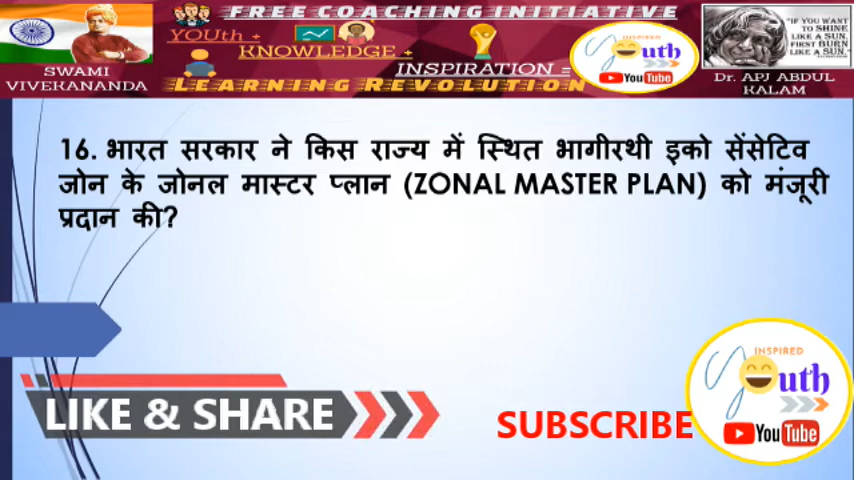 FREE COACHING INITIATIVE
YOUth +
KNOWLEDGE +
INSPIRATION =
LEARNING REVOLUTION
SWAMI
VIVEKANANDA
INSPIRED
Youth
YouTube
"IF YOU WANT
TO SHINE
LIKE A SUN,
FIRST BURN
LIKE A SUN."
Dr. APJ ABDUL
KALAM
16. भारत सरकार ने किस राज्य में स्थित भागीरथी इको सेंसेटिव
जोन के जोनल मास्टर प्लान (ZONAL MASTER PLAN) को मंजूरी
प्रदान की?
LIKE & SHARE
SUBSCRIBE
INSPIRED
Youth
YouTube